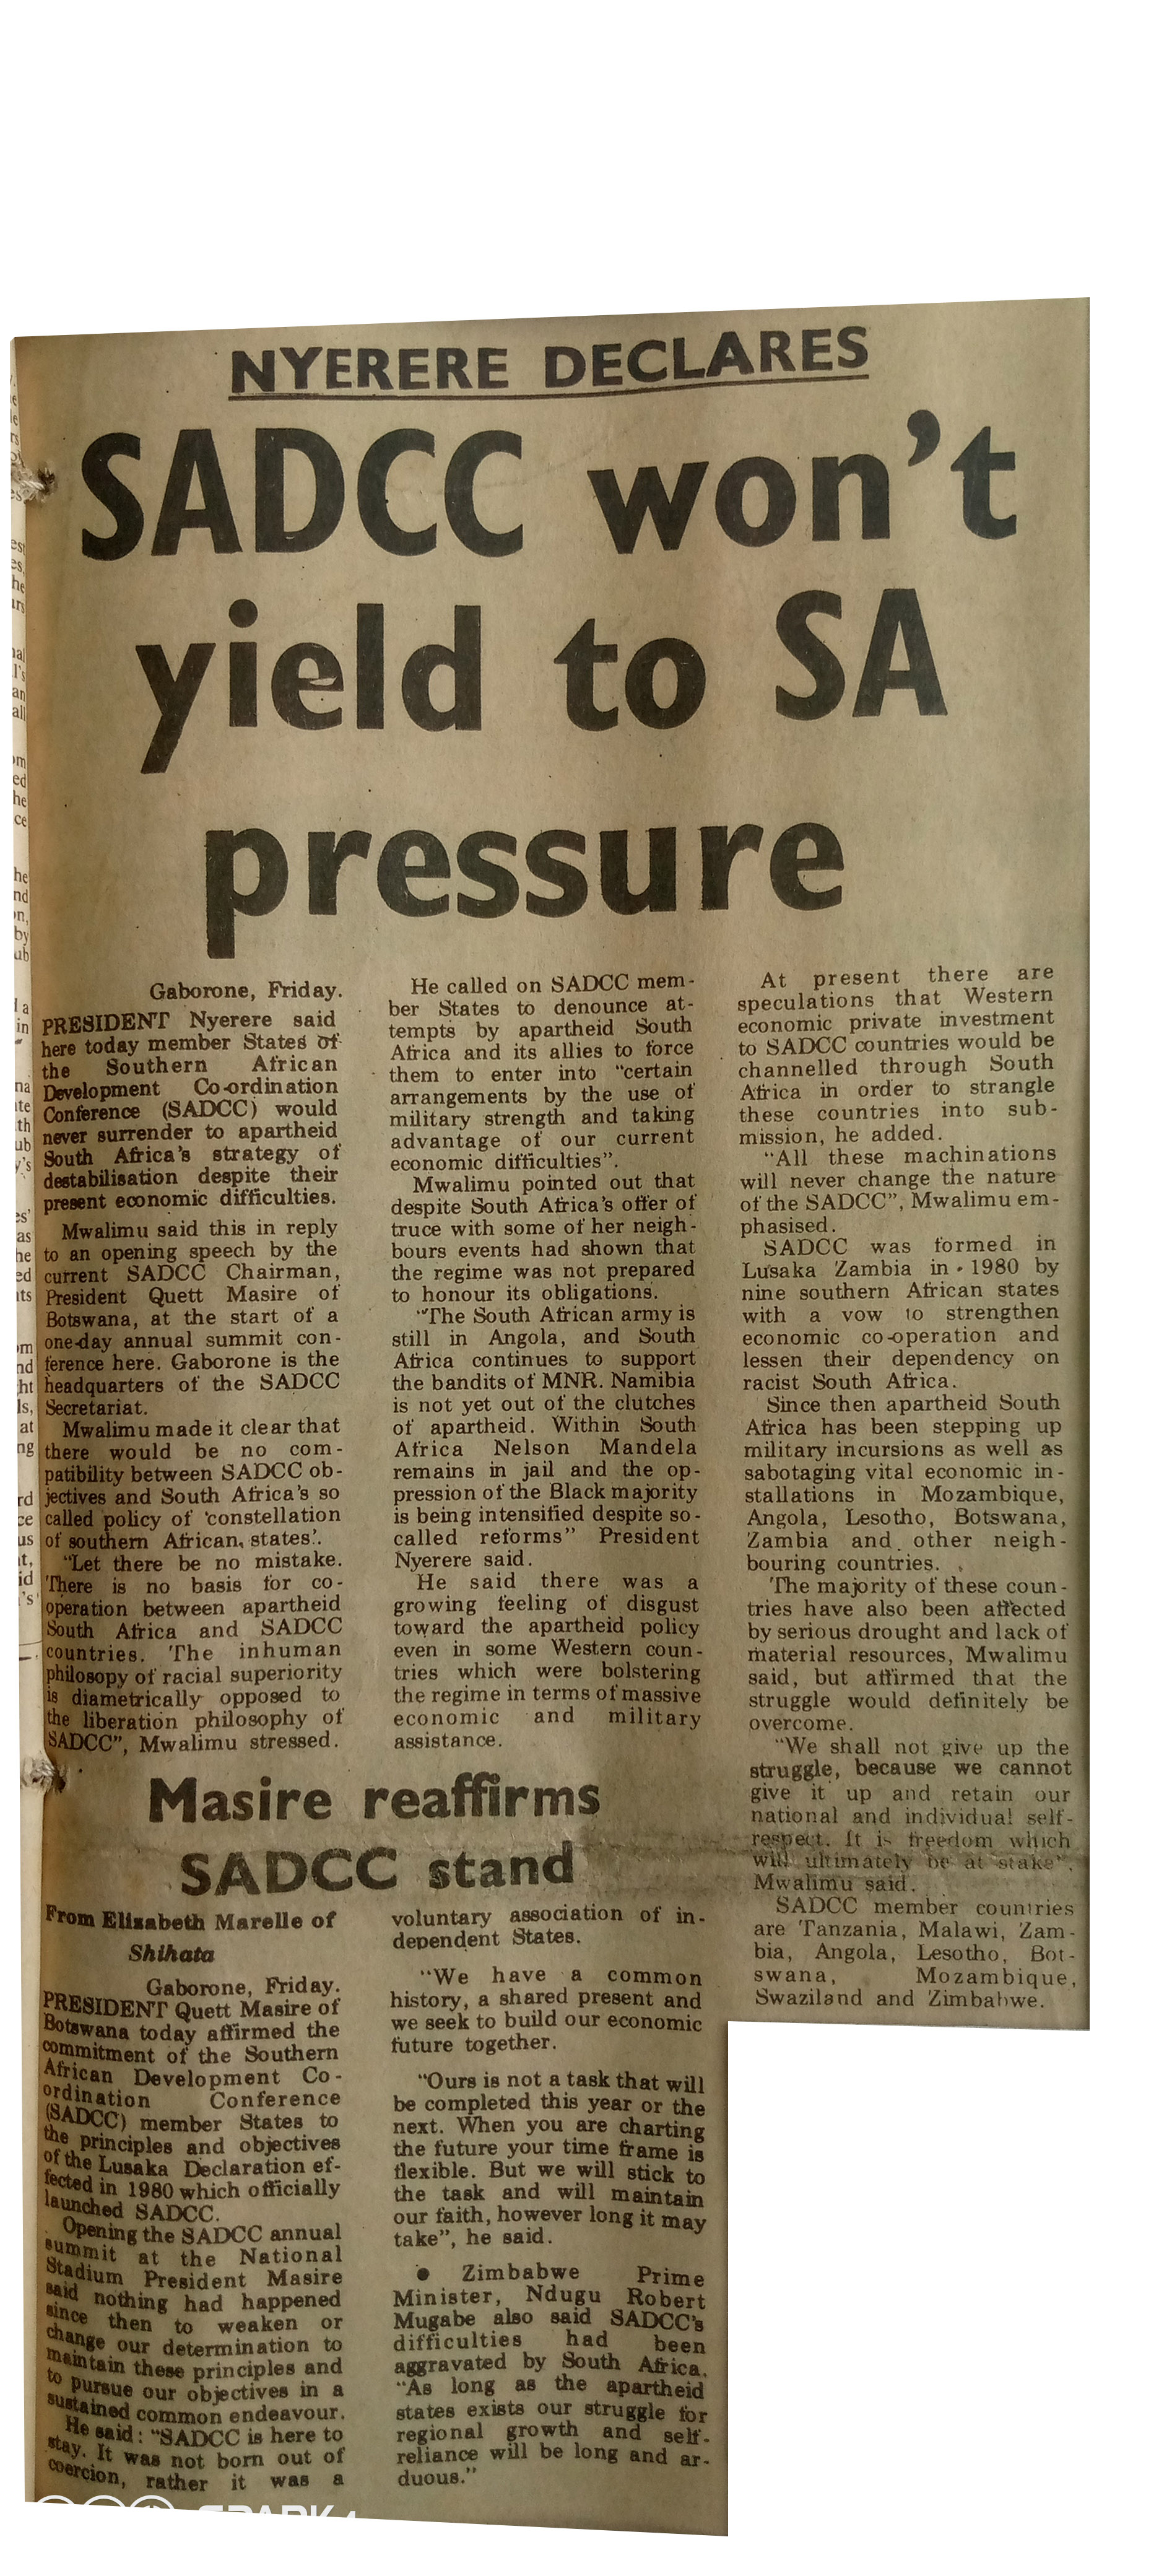 NYERERE DECLARES
SADCC won't
yield to SA
pressure
Gaborone, Friday.
PRESIDENT Nyerere said
here today member States of
the Southern African
Development Co-ordination
Conference (SADCC) would
never surrender to apartheid
South Africa's strategy of
destabilisation despite their
present economic difficulties.
Mwalimu said this in reply
to an opening speech by the
current SADCC Chairman,
President Quett Masire of
Botswana, at the start of a
one-day annual summit con-
ference here. Gaborone is the
headquarters of the SADCC
Secretariat.
Mwalimu made it clear that
there would be no com-
patibility between SADCC ob-
jectives and South Africa's so
called policy of 'constellation
of southern African, states'.
"Let there be no mistake.
There is no basis for co-
operation between apartheid
South Africa and SADCC
countries. The inhuman
philosopy of racial superiority
is diametrically opposed to
the liberation philosophy of
SADCC", Mwalimu stressed.
He called on SADCC mem-
ber States to denounce at-
tempts by apartheid South
Africa and its allies to force
them to enter into "certain
arrangements by the use of
military strength and taking
advantage of our current
economic difficulties".
Mwalimu pointed out that
despite South Africa's offer of
truce with some of her neigh-
bours events had shown that
the regime was not prepared
to honour its obligations.
"The South African army is
still in Angola, and South
Africa continues to support
the bandits of MNR. Namibia
is not yet out of the clutches
of apartheid. Within South
Africa Nelson Mandela
remains in jail and the op-
pression of the Black majority
is being intensified despite so-
called reforms" President
Nyerere said.
He said there was a
growing feeling of disgust
toward the apartheid policy
even in some Western coun-
tries which were bolstering
the regime in terms of massive
economic and military
assistance.
At present there are
speculations that Western
economic private investment
to SADCC countries would be
channelled through South
Africa in order to strangle
these countries into sub-
mission, he added.
"All these machinations
will never change the nature
of the SADCC", Mwalimu em-
phasised.
SADCC was formed in
Lusaka Zambia in 1980 by
nine southern African states
with a vow to strengthen
economic co-operation and
lessen their dependency on
racist South Africa.
Since then apartheid South
Africa has been stepping up
military incursions as well as
sabotaging vital economic in-
stallations in Mozambique,
Angola, Lesotho, Botswana,
Zambia and other neigh-
bouring countries.
The majority of these coun-
tries have also been affected
by serious drought and lack of
material resources, Mwalimu
said, but affirmed that the
struggle would definitely be
overcome.
"We shall not give up the
struggle, because we cannot
give it up and retain our
national and individual self-
respect. It is freedom which
will ultimately be at stake",
Mwalimu said.
SADCC member countries
are Tanzania, Malawi, Zam-
bia, Angola, Lesotho, Bot-
swana, Mozambique,
Swaziland and Zimbabwe.
Masire reaffirms
SADCC stand
From Elizabeth Marelle of
Shihata
Gaborone, Friday.
PRESIDENT Quett Masire of
Botswana today affirmed the
commitment of the Southern
African Development Co-
ordination Conference
(SADCC) member States to
the principles and objectives
of the Lusaka Declaration ef-
fected in 1980 which officially
launched SADCC.
Opening the SADCC annual
summit at the National
Stadium President Masire
said nothing had happened
since then to weaken or
change our determination to
maintain these principles and
to pursue our objectives in a
sustained common endeavour.
He said: "SADCC is here to
stay. It was not born out of
coercion, rather it was a
voluntary association of in-
dependent States.
"We have a common
history, a shared present and
we seek to build our economic
future together.
"Ours is not a task that will
be completed this year or the
next. When you are charting
the future your time frame is
flexible. But we will stick to
the task and will maintain
our faith, however long it may
take", he said.
● Zimbabwe Prime
Minister, Ndugu Robert
Mugabe also said SADCC's
difficulties had been
aggravated by South Africa.
"As long as the apartheid
states exists our struggle for
regional growth and self-
reliance will be long and ar-
duous."